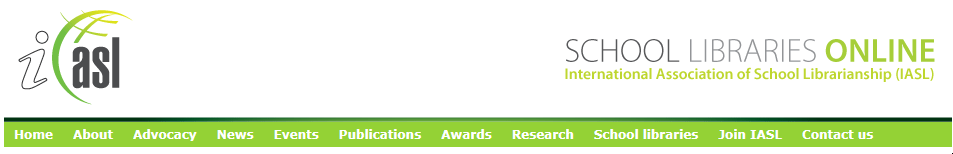 iasl
SCHOOL LIBRARIES ONLINE
International Association of School Librarianship (IASL)
Home About Advocacy News Events Publications Awards Research School libraries Join IASL Contact us